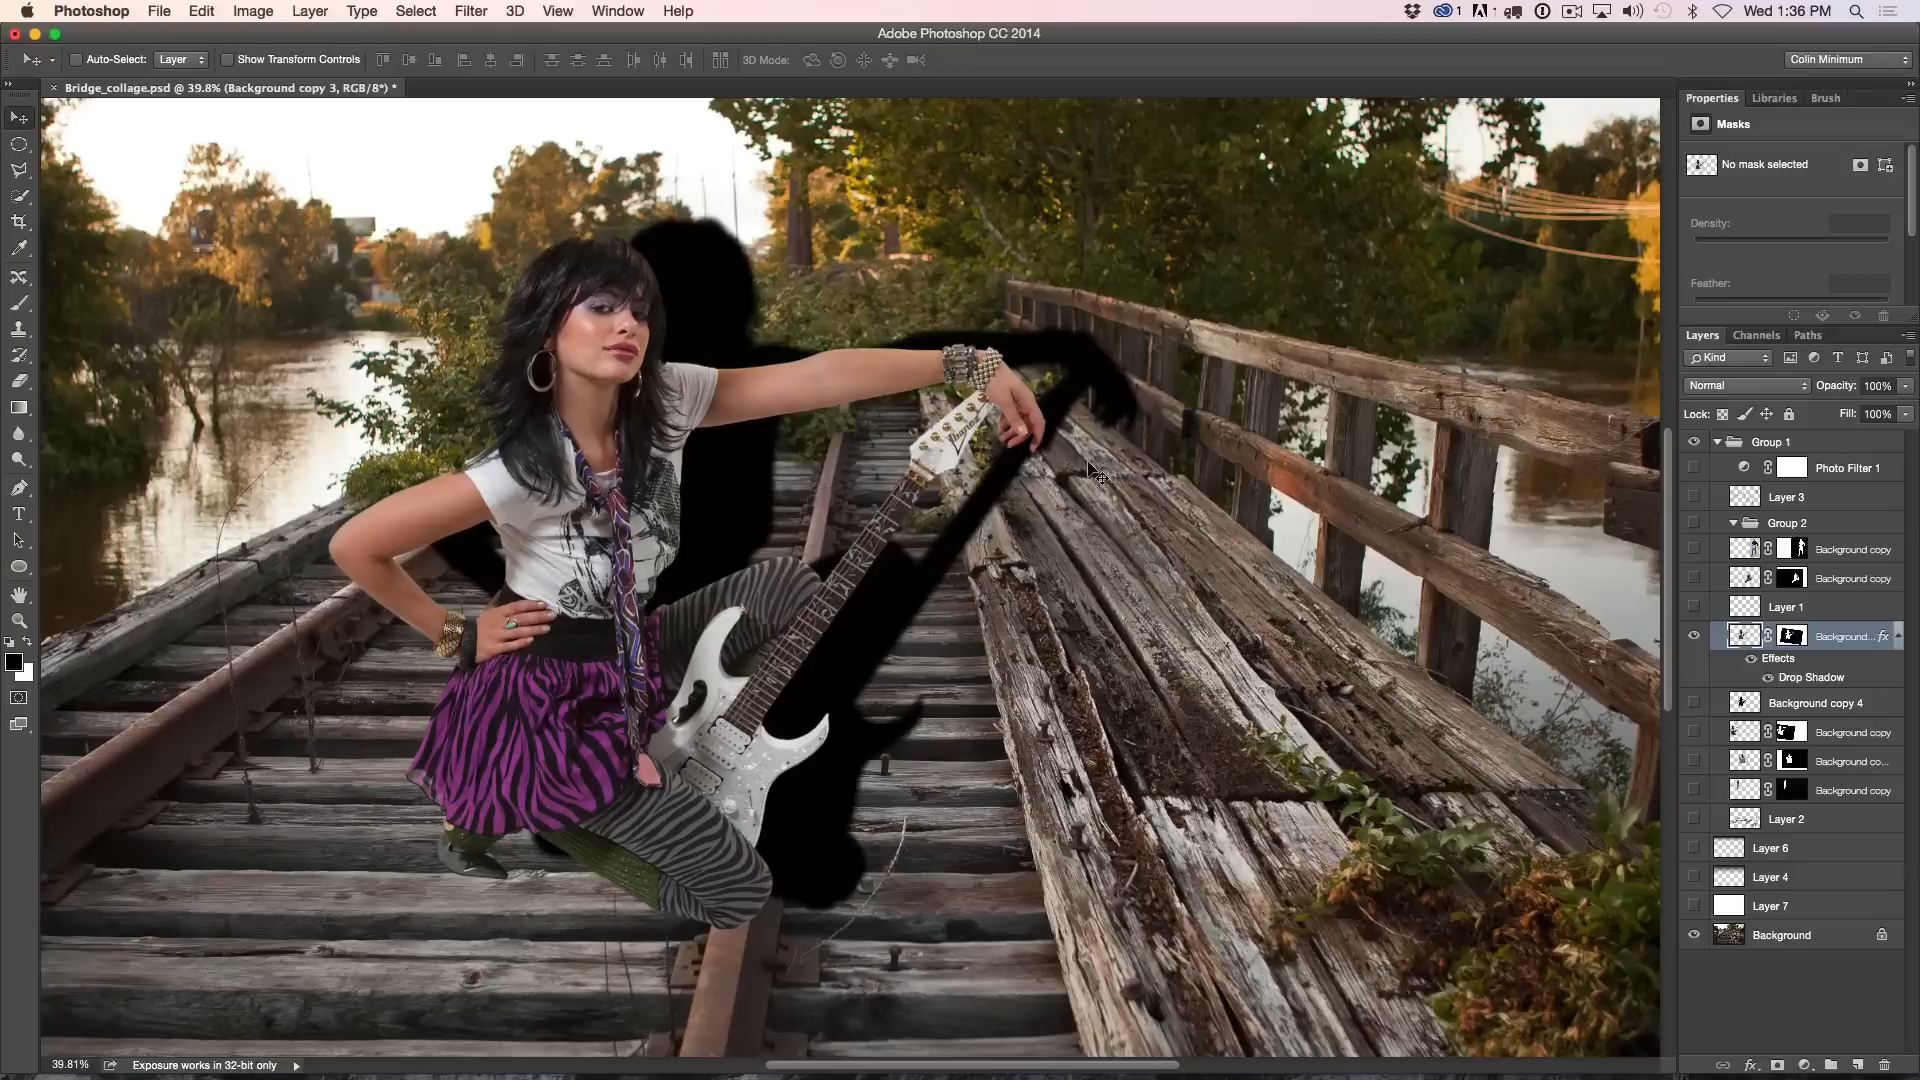 Photoshop File Edit Image Layer Type Select Filter 3D View Window Help
1 1 Wed 1:36 PM
Adobe Photoshop CC 2014
Auto-Select: Layer Show Transform Controls 3D Mode: Colin Minimum
× Bridge_collage.psd @ 39.8% (Background copy 3, RGB/8*) *
Properties Libraries Brush
Masks
No mask selected
Density:
Feather:
Layers Channels Paths
Kind
Normal Opacity: 100%
Lock: Fill: 100%
Group 1
Photo Filter 1
Layer 3
Group 2
Background copy
Background copy
Layer 1
Background... fx
Effects
Drop Shadow
Background copy 4
Background copy
Background co...
Background copy
Layer 2
Layer 6
Layer 4
Layer 7
Background
Ibanez
39.81% Exposure works in 32-bit only